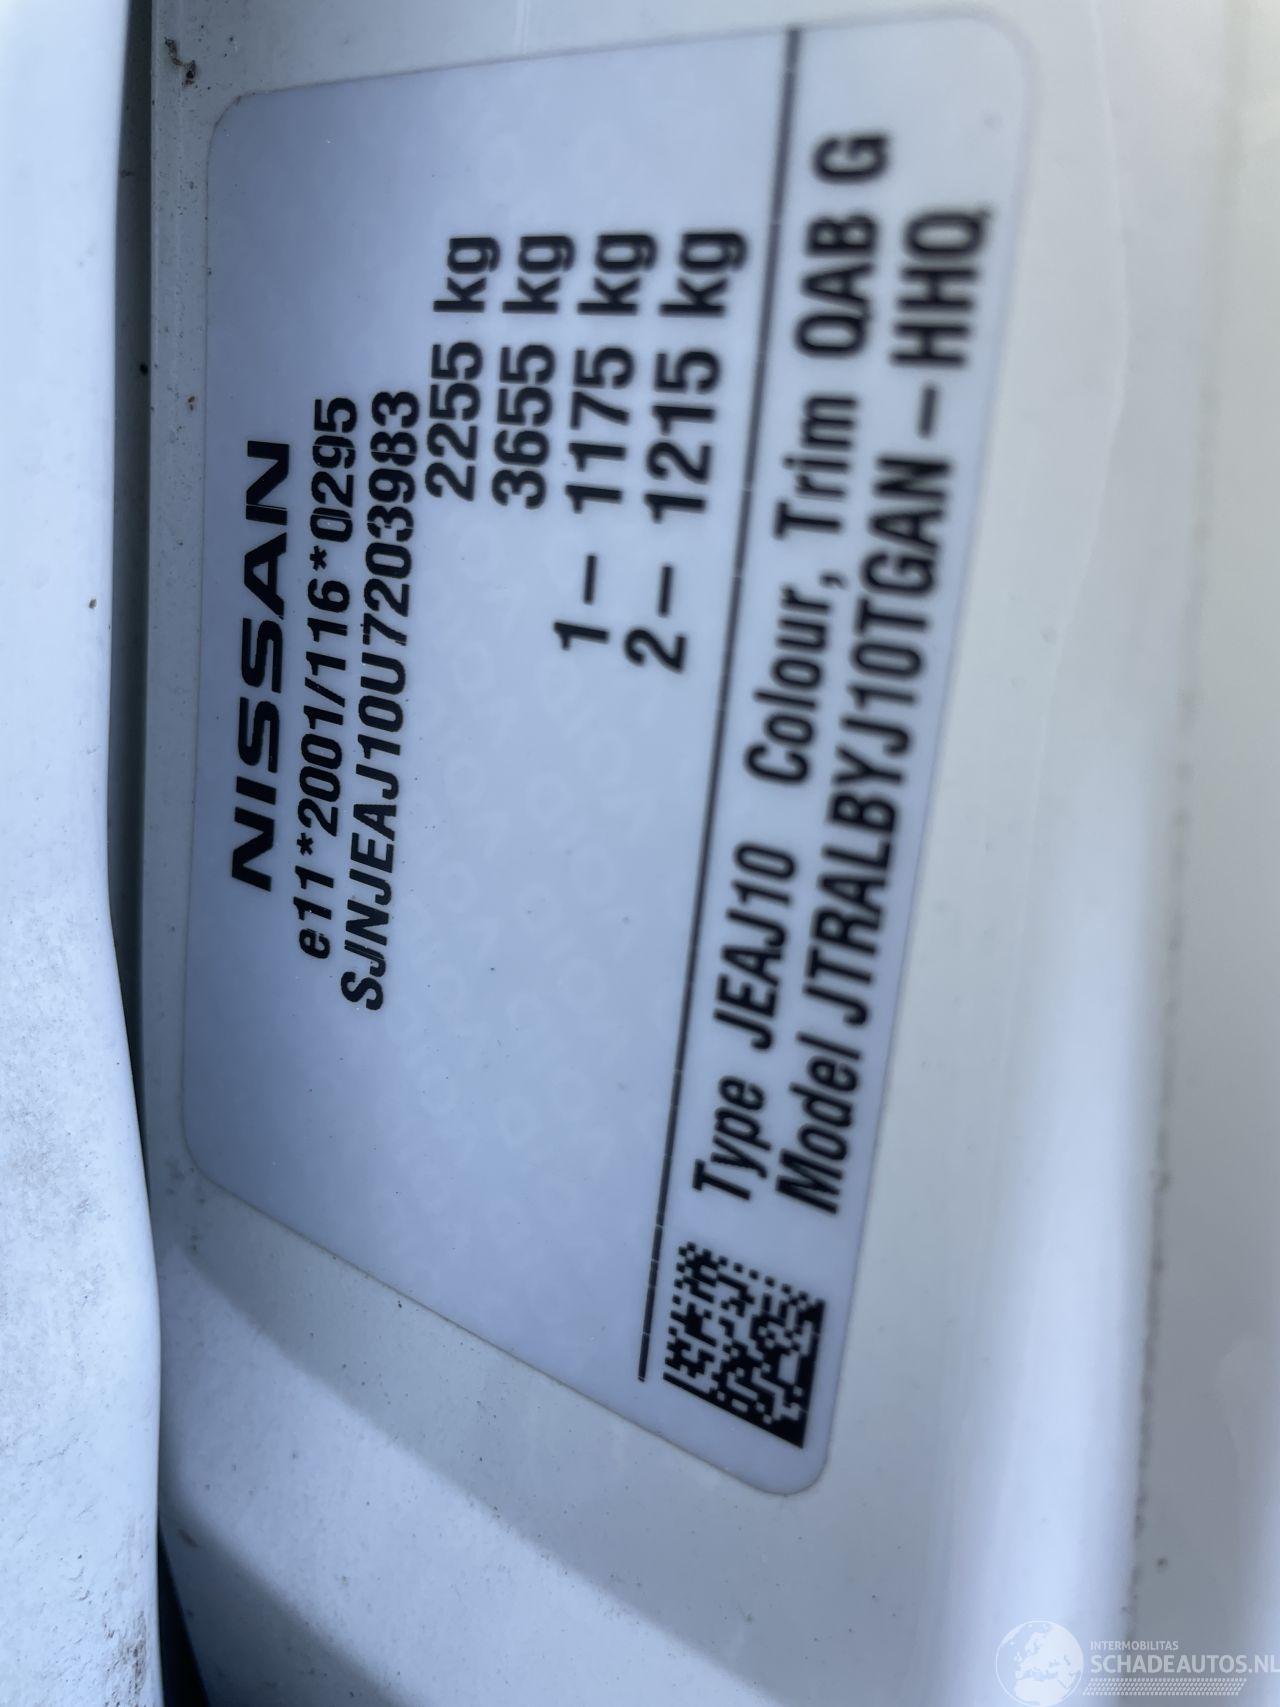 NISSAN
e11*2001/116*0295
SJNJEAJ10U7203983
2255 kg
3655 kg
1– 1175 kg
2– 1215 kg
Type JEAJ10 Colour, Trim QAB G
Model JTRALBYJ10TGAN–HHQ
INTERMOBILITAS
SCHADEAUTOS.NL